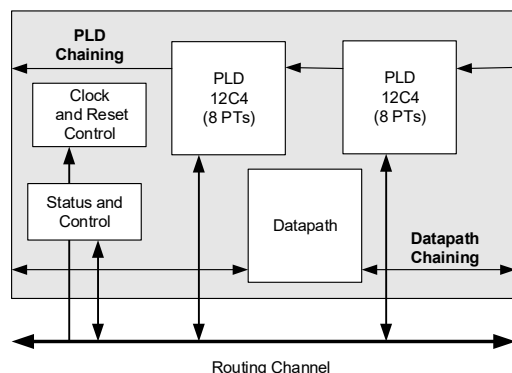 PLD
Chaining
PLD
12C4
(8 PTs)
PLD
12C4
(8 PTs)
Clock
and Reset
Control
Status and
Control
Datapath
Datapath
Chaining
Routing Channel